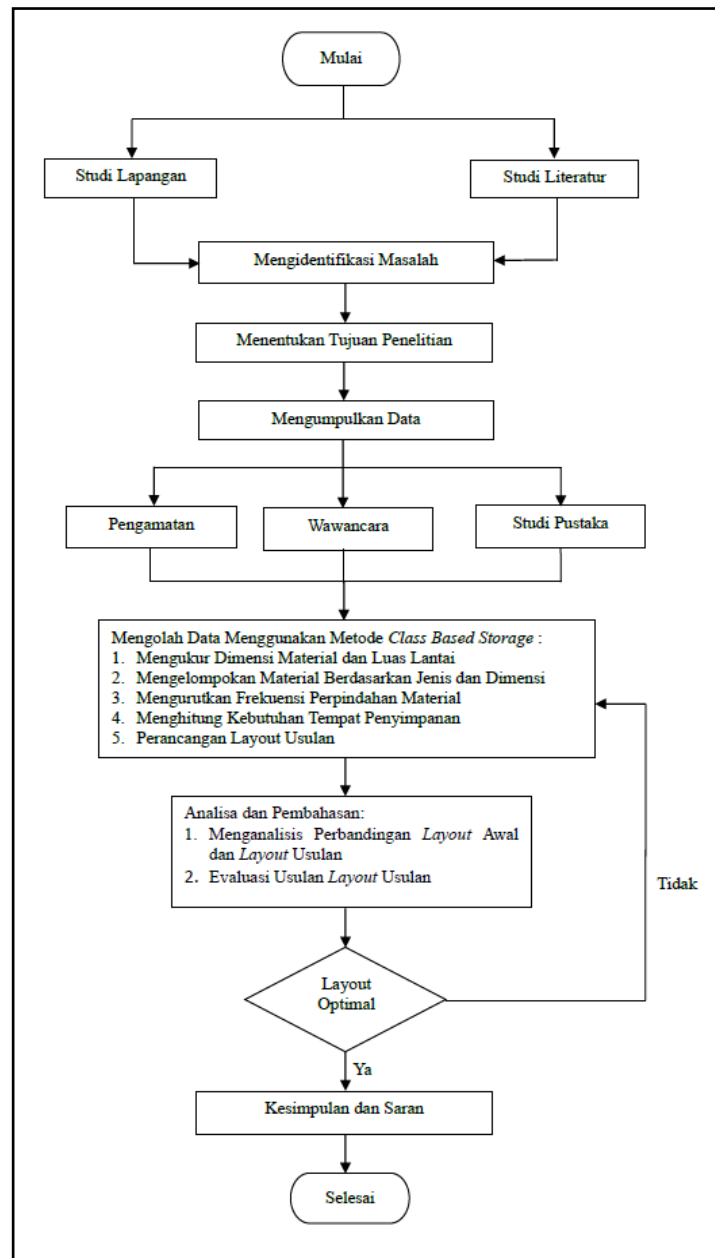 Mulai
Studi Lapangan
Studi Literatur
Mengidentifikasi Masalah
Menentukan Tujuan Penelitian
Mengumpulkan Data
Pengamatan
Wawancara
Studi Pustaka
Mengolah Data Menggunakan Metode Class Based Storage :
1. Mengukur Dimensi Material dan Luas Lantai
2. Mengelompokan Material Berdasarkan Jenis dan Dimensi
3. Mengurutkan Frekuensi Perpindahan Material
4. Menghitung Kebutuhan Tempat Penyimpanan
5. Perancangan Layout Usulan
Analisa dan Pembahasan:
1. Menganalisis Perbandingan Layout Awal
dan Layout Usulan
2. Evaluasi Usulan Layout Usulan
Tidak
Layout
Optimal
Ya
Kesimpulan dan Saran
Selesai